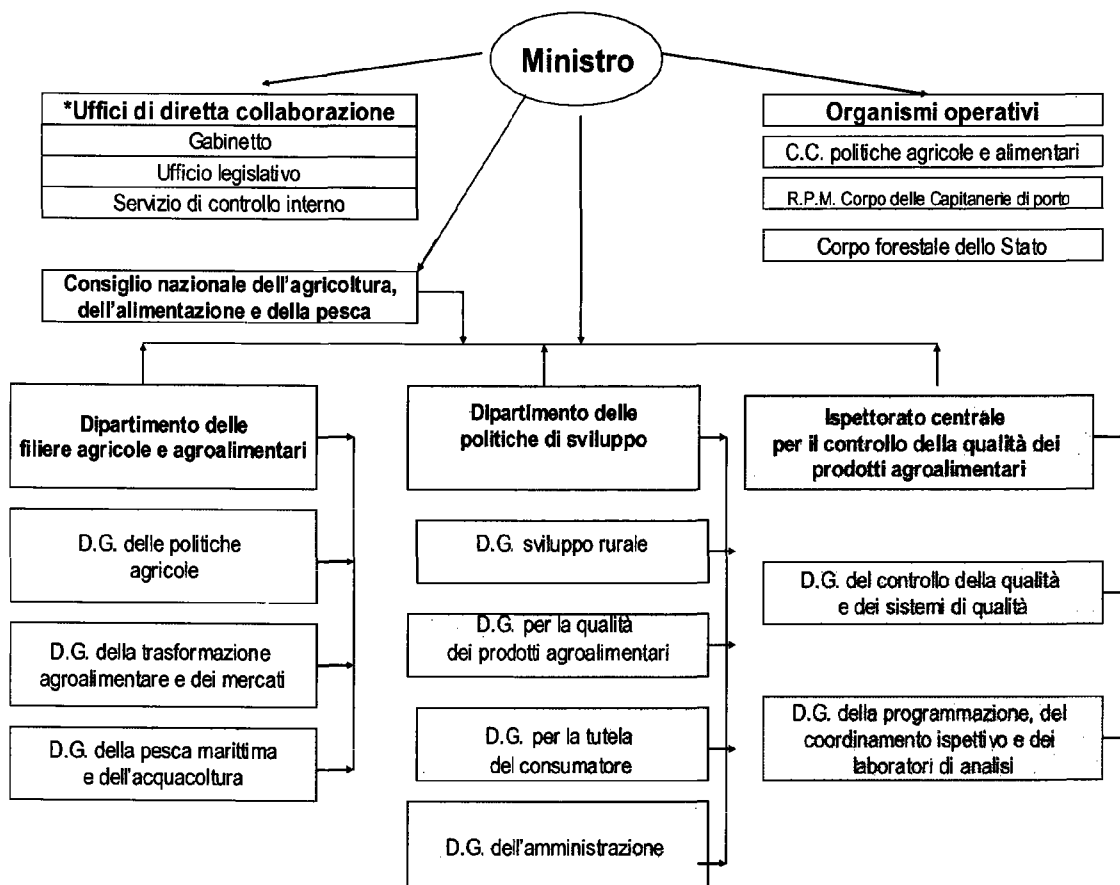 Ministro
*Uffici di diretta collaborazione
Gabinetto
Ufficio legislativo
Servizio di controllo interno
Organismi operativi
C.C. politiche agricole e alimentari
R.P.M. Corpo delle Capitanerie di porto
Corpo forestale dello Stato
Consiglio nazionale dell'agricoltura,
dell'alimentazione e della pesca
Dipartimento delle
filiere agricole e agroalimentari
D.G. delle politiche
agricole
D.G. della trasformazione
agroalimentare e dei mercati
D.G. della pesca marittima
e dell'acquacoltura
Dipartimento delle
politiche di sviluppo
D.G. sviluppo rurale
D.G. per la qualità
dei prodotti agroalimentari
D.G. per la tutela
del consumatore
D.G. dell'amministrazione
Ispettorato centrale
per il controllo della qualità dei
prodotti agroalimentari
D.G. del controllo della qualità
e dei sistemi di qualità
D.G. della programmazione, del
coordinamento ispettivo e dei
laboratori di analisi